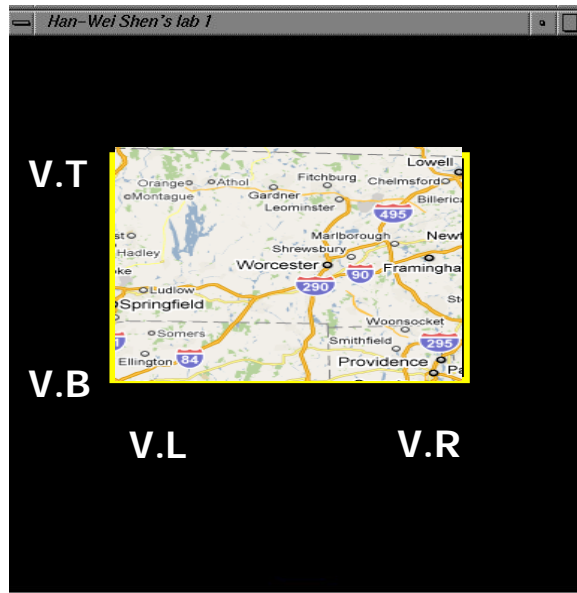 Han-Wei Shen's lab 1
V.T
Lowell
Orange Athol Fitchburg Chelmsford
Montague Gardner Billerica
Leominster 495
Marlborough
Hadley Shrewsbury
Worcester 90 Framingha
290
Ludlow
Springfield
Woonsocket
Somers Smithfield 295
Ellington 84 Providence
V.B
V.L V.R